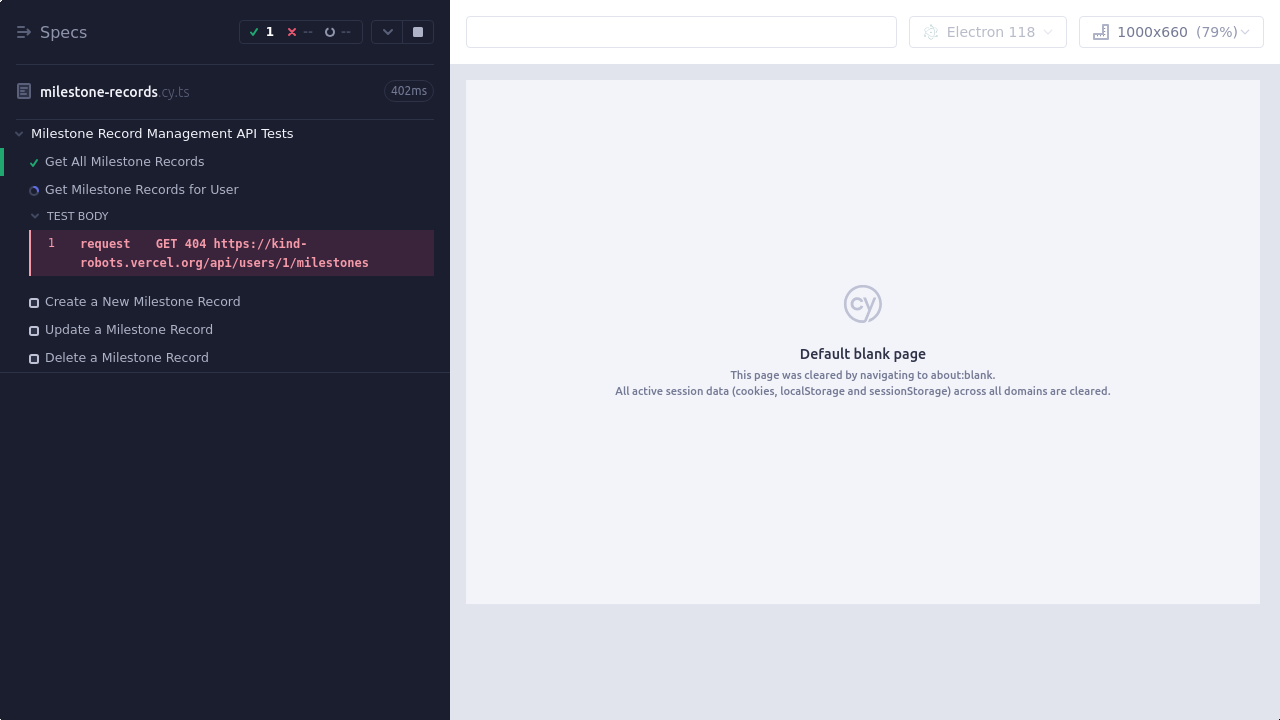 Specs
1
--
--
milestone-records.cy.ts
402ms
Milestone Record Management API Tests
Get All Milestone Records
Get Milestone Records for User
TEST BODY
1 request GET 404 https://kind-
robots.vercel.org/api/users/1/milestones
Create a New Milestone Record
Update a Milestone Record
Delete a Milestone Record
Electron 118
1000x660 (79%)
cy
Default blank page
This page was cleared by navigating to about:blank.
All active session data (cookies, localStorage and sessionStorage) across all domains are cleared.